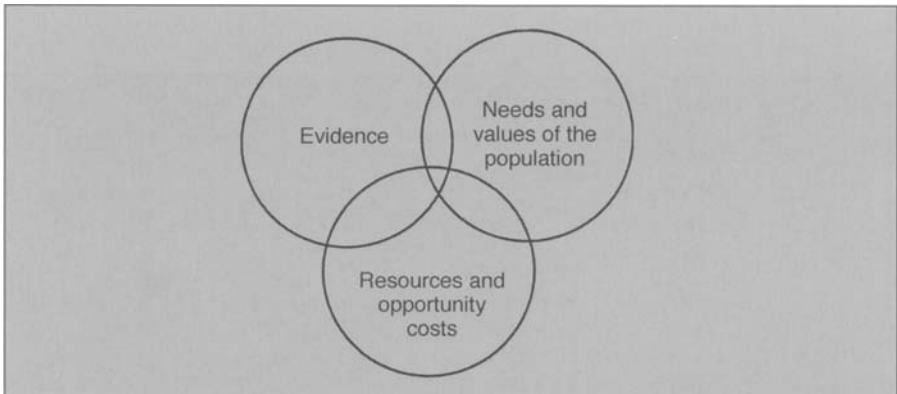 Evidence
Needs and
values of the
population
Resources and
opportunity
costs